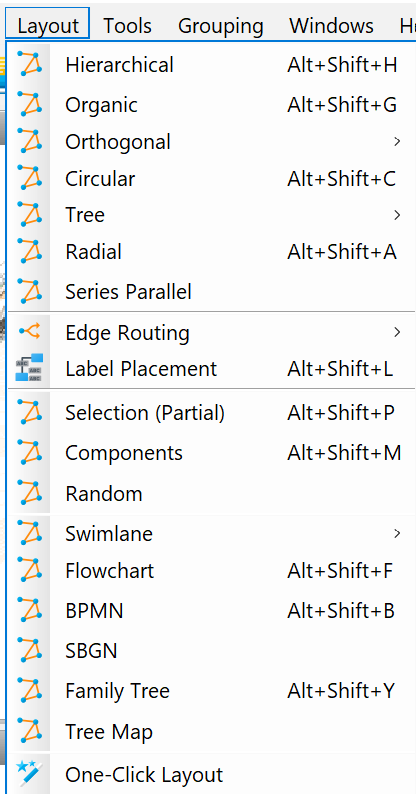 Layout Tools Grouping Windows
Hierarchical Alt+Shift+H
Organic Alt+Shift+G
Orthogonal
Circular Alt+Shift+C
Tree
Radial Alt+Shift+A
Series Parallel
Edge Routing
Label Placement Alt+Shift+L
Selection (Partial) Alt+Shift+P
Components Alt+Shift+M
Random
Swimlane
Flowchart Alt+Shift+F
BPMN Alt+Shift+B
SBGN
Family Tree Alt+Shift+Y
Tree Map
One-Click Layout